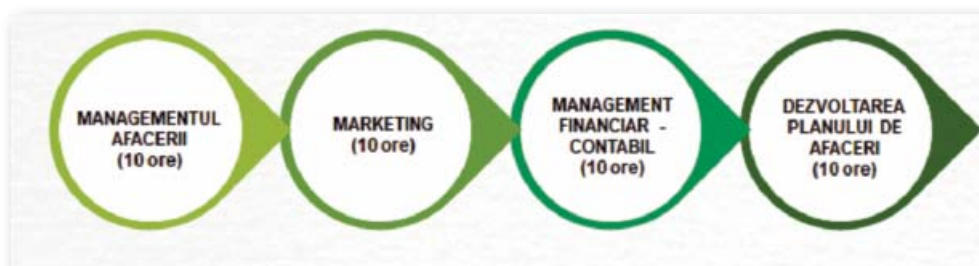 MANAGEMENTUL
AFACERII
(10 ore)
MARKETING
(10 ore)
MANAGEMENT
FINANCIAR -
CONTABIL
(10 ore)
DEZVOLTAREA
PLANULUI DE
AFACERI
(10 ore)